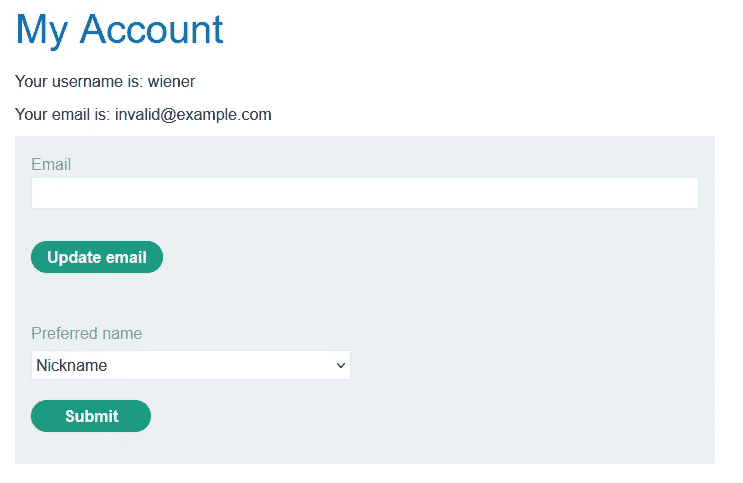 My Account
Your username is: wiener
Your email is: invalid@example.com
Email
Update email
Preferred name
Nickname
Submit